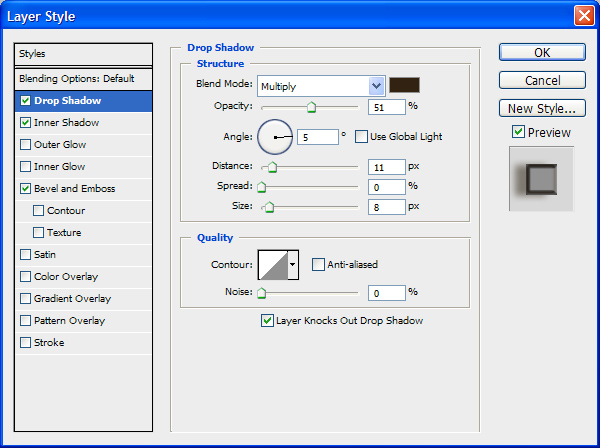 Layer Style
Styles
Blending Options: Default
Drop Shadow
Inner Shadow
Outer Glow
Inner Glow
Bevel and Emboss
Contour
Texture
Satin
Color Overlay
Gradient Overlay
Pattern Overlay
Stroke
Drop Shadow
Structure
Blend Mode: Multiply
Opacity: 51 %
Angle: 5 ° Use Global Light
Distance: 11 px
Spread: 0 %
Size: 8 px
Quality
Contour: Anti-aliased
Noise: 0 %
Layer Knocks Out Drop Shadow
OK
Cancel
New Style...
Preview